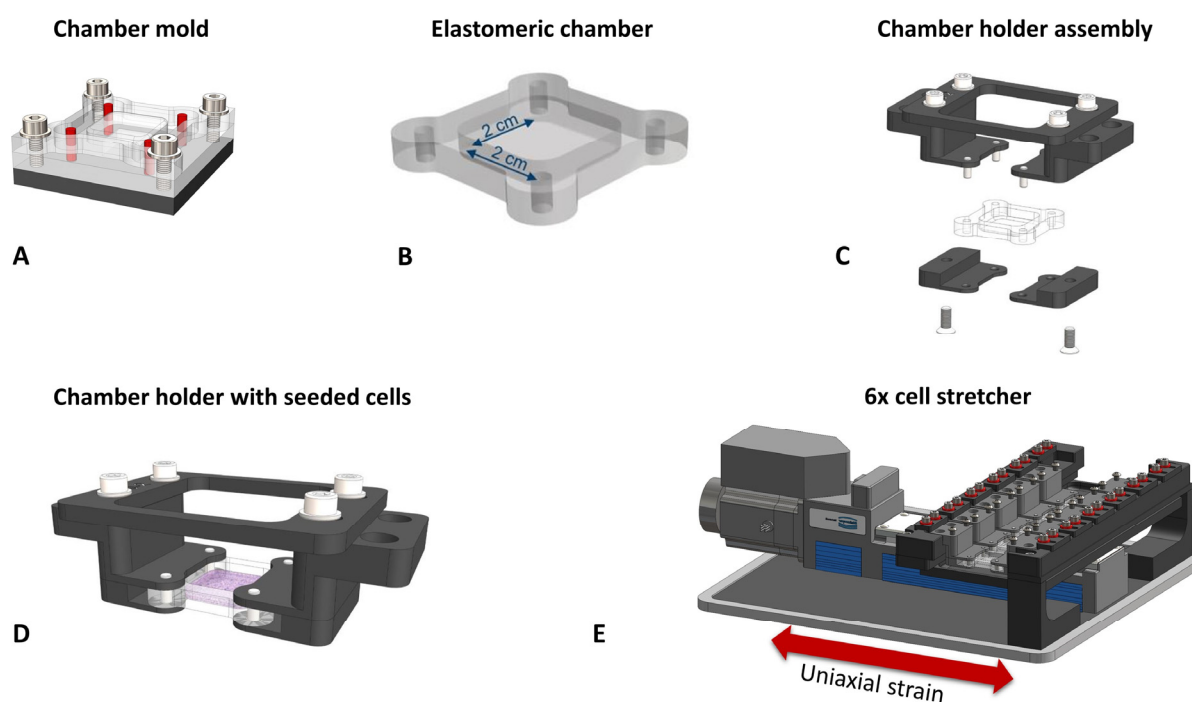 Chamber mold
Elastomeric chamber
Chamber holder assembly
2 cm
2 cm
A
B
C
Chamber holder with seeded cells
6x cell stretcher
D
E
Uniaxial strain